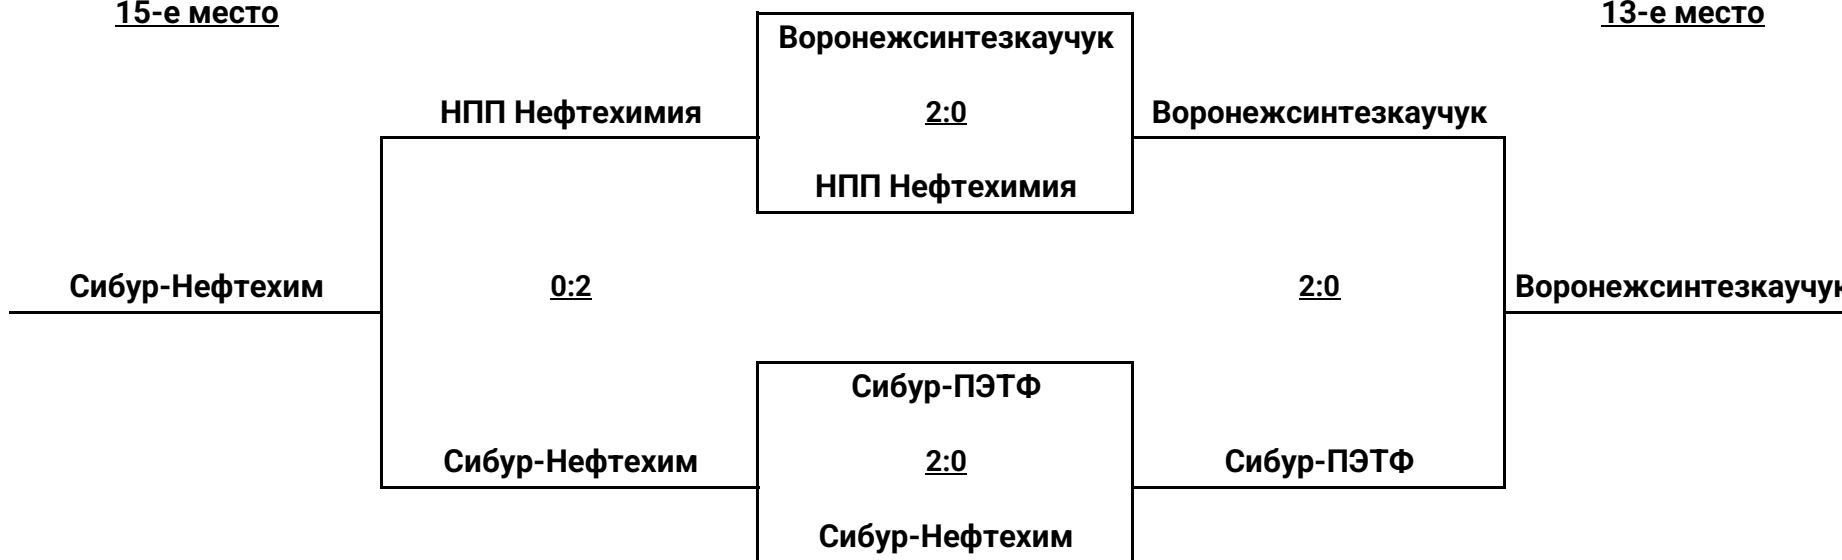 15-е место
13-е место
Воронежсинтезкаучук
НПП Нефтехимия
2:0
Воронежсинтезкаучук
НПП Нефтехимия
Сибур-Нефтехим
0:2
2:0
Воронежсинтезкаучук
Сибур-ПЭТФ
Сибур-Нефтехим
2:0
Сибур-ПЭТФ
Сибур-Нефтехим